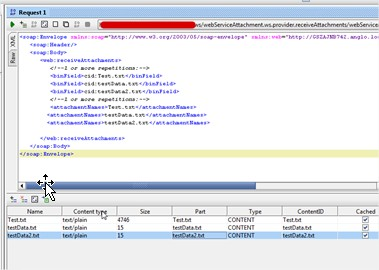 Request 1
ws/webServiceAttachment.ws.provider.receiveAttachments/webservic
XML
Raw
<soap:Envelope xmlns:soap="http://www.w3.org/2003/05/soap-envelope" xmlns:web="http://
<soap:Header/>
<soap:Body>
<web:receiveAttachments>
<!--1 or more repetitions:-->
<binField>cid:Test.txt</binField>
<binField>cid:testData.txt</binField>
<binField>cid:testData2.txt</binField>
<!--1 or more repetitions:-->
<attachmentNames>Test.txt</attachmentNames>
<attachmentNames>testData.txt</attachmentNames>
<attachmentNames>testData2.txt</attachmentNames>
</web:receiveAttachments>
</soap:Body>
</soap:Envelope>
Name Content type Size Part Type ContentID Cached
Test.txt text/plain 4746 Test.txt CONTENT Test.txt
testData.txt text/plain 15 testData.txt CONTENT testData.txt
testData2.txt text/plain 15 testData2.txt CONTENT testData2.txt